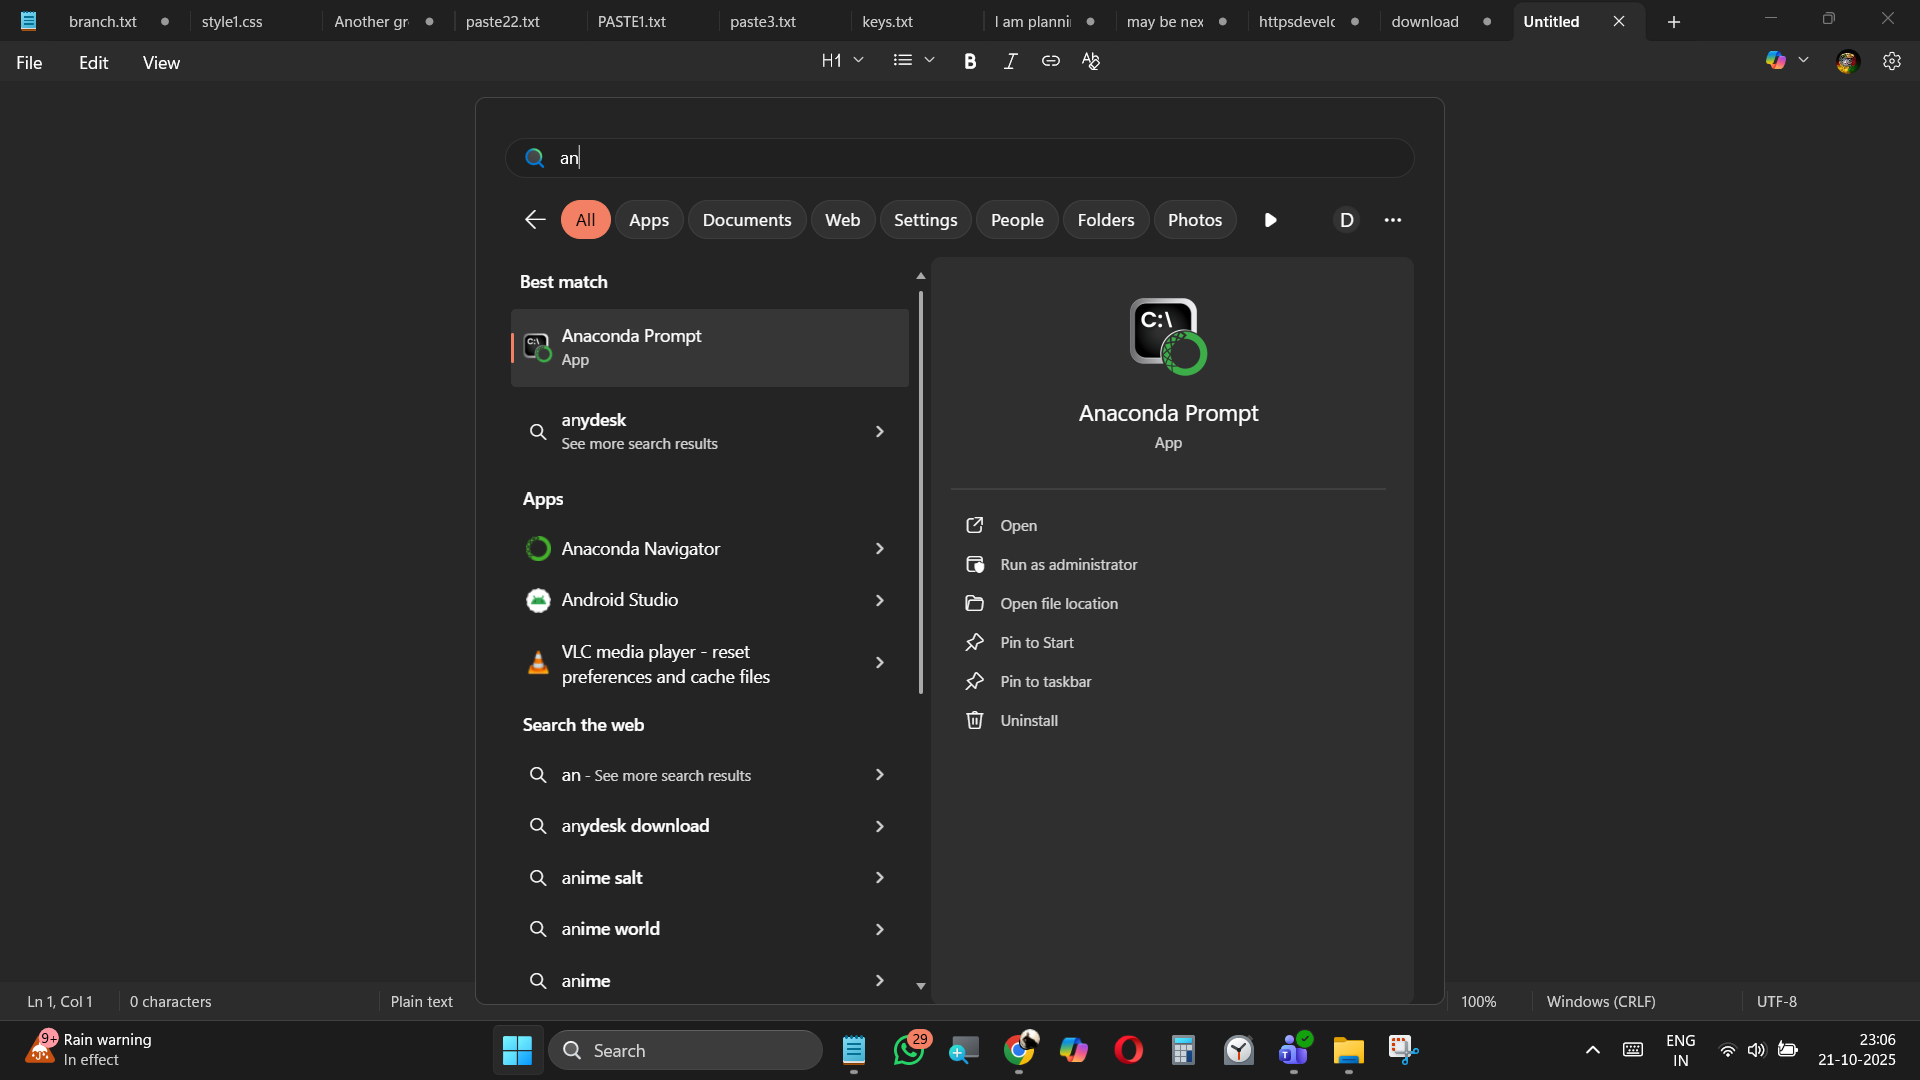 branch.txt
style1.css
Another gr
paste22.txt
PASTE1.txt
paste3.txt
keys.txt
I am planni
may be nex
httpsdevelc
download
Untitled
File
Edit
View
H1
an
All
Apps
Documents
Web
Settings
People
Folders
Photos
D
Best match
Anaconda Prompt
App
anydesk
See more search results
Apps
Anaconda Navigator
Android Studio
VLC media player - reset
preferences and cache files
Search the web
an - See more search results
anydesk download
anime salt
anime world
anime
C:\
Anaconda Prompt
App
Open
Run as administrator
Open file location
Pin to Start
Pin to taskbar
Uninstall
Ln 1, Col 1
0 characters
Plain text
100%
Windows (CRLF)
UTF-8
9+
Rain warning
In effect
Search
29
ENG
IN
23:06
21-10-2025